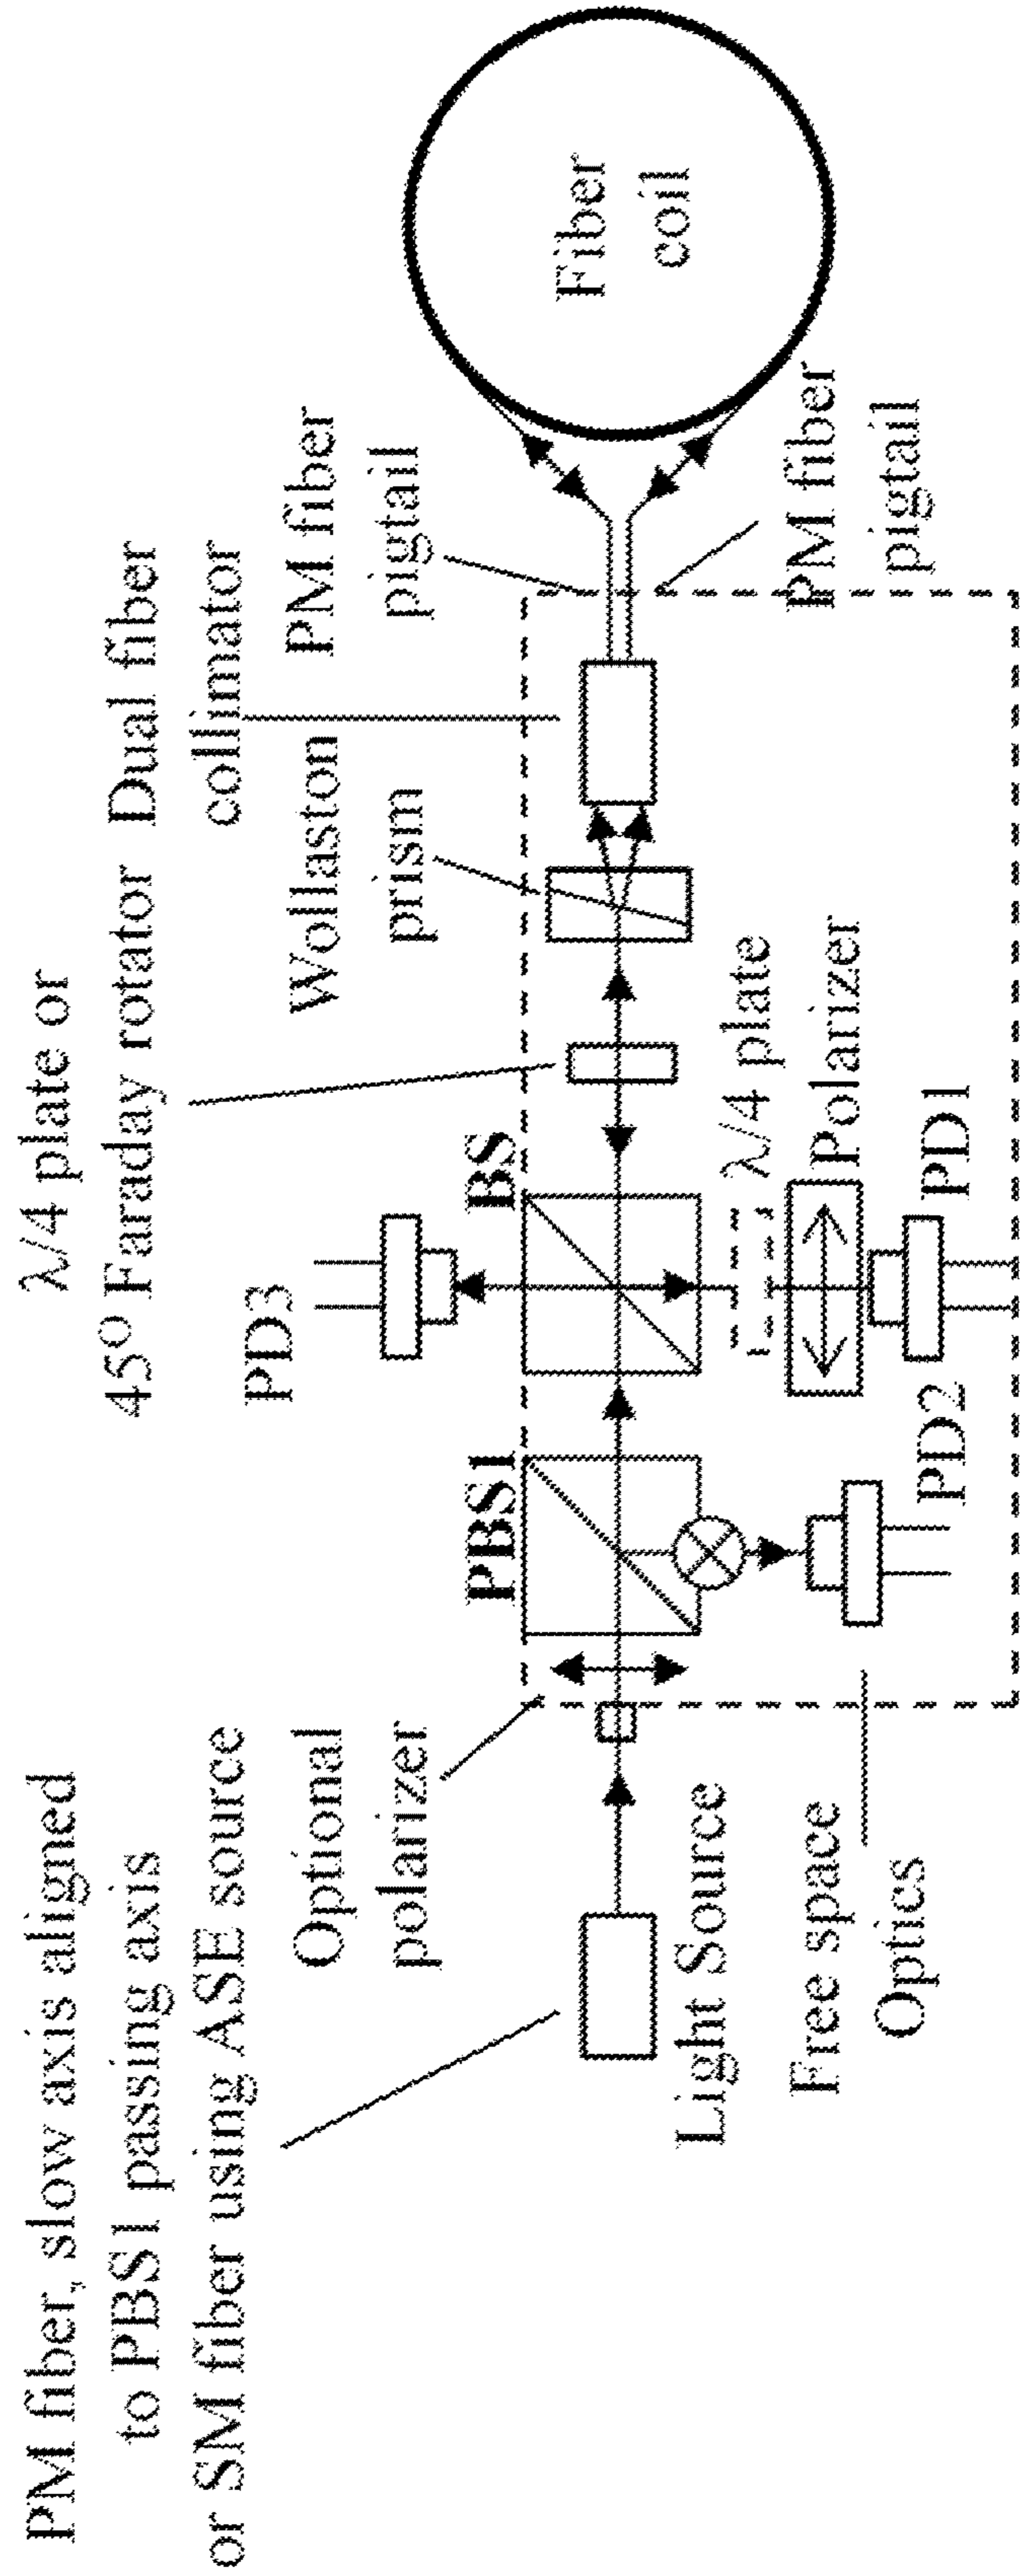 PM fiber, slow axis aligned
to PBS1 passing axis
or SM fiber using ASE source
λ/4 plate or
45° Faraday rotator
Dual fiber
collimator
Optional
polarizer
PD3
Wollaston
prism
PM fiber
pigtail
PBS1
BS
Fiber
coil
Light Source
λ/4 plate
Polarizer
PM fiber
pigtail
Free space
Optics
PD2
PD1